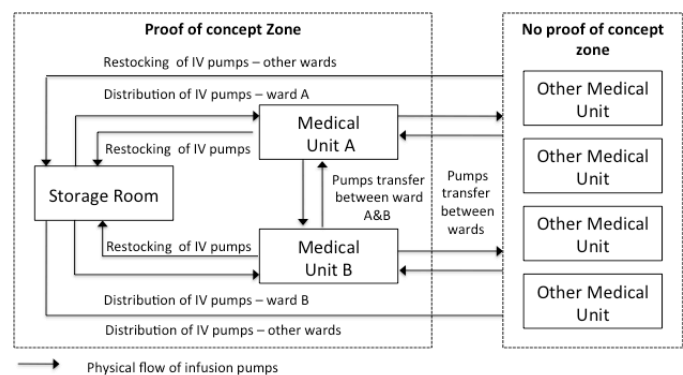 Proof of concept Zone
No proof of concept
zone
Restocking of IV pumps – other wards
Distribution of IV pumps – ward A
Medical
Unit A
Restocking of IV pumps
Storage Room
Pumps transfer
between ward
A&B
Pumps
transfer
between
wards
Restocking of IV pumps
Medical
Unit B
Distribution of IV pumps – ward B
Distribution of IV pumps – other wards
Other Medical
Unit
Other Medical
Unit
Other Medical
Unit
Other Medical
Unit
Physical flow of infusion pumps